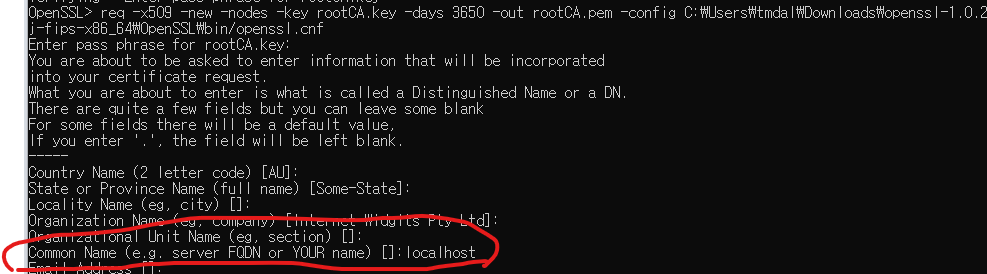 OpenSSL> req -x509 -new -nodes -key rootCA.key -days 3650 -out rootCA.pem -config C:₩Users₩tmdal₩Downloads₩openssl-1.0.2
j-fips-x86_64₩OpenSSL₩bin/openssl.cnf
Enter pass phrase for rootCA.key:
You are about to be asked to enter information that will be incorporated
into your certificate request.
What you are about to enter is what is called a Distinguished Name or a DN.
There are quite a few fields but you can leave some blank
For some fields there will be a default value,
If you enter '.', the field will be left blank.
-----
Country Name (2 letter code) [AU]:
State or Province Name (full name) [Some-State]:
Locality Name (eg, city) []:
Organization Name (eg, company) [Internet Widgits Pty Ltd]:
Organizational Unit Name (eg, section) []:
Common Name (e.g. server FQDN or YOUR name) []:localhost
Email Address []: